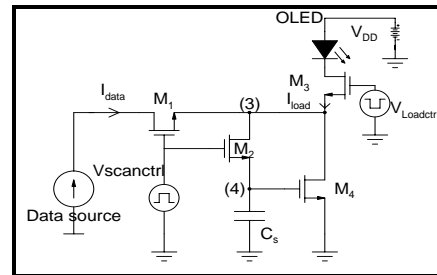 OLED
V_DD
M_3
I_data
M_1
(3)
I_load
V_Loadctr
M_2
Vscanctrl
(4)
M_4
Data source
C_s